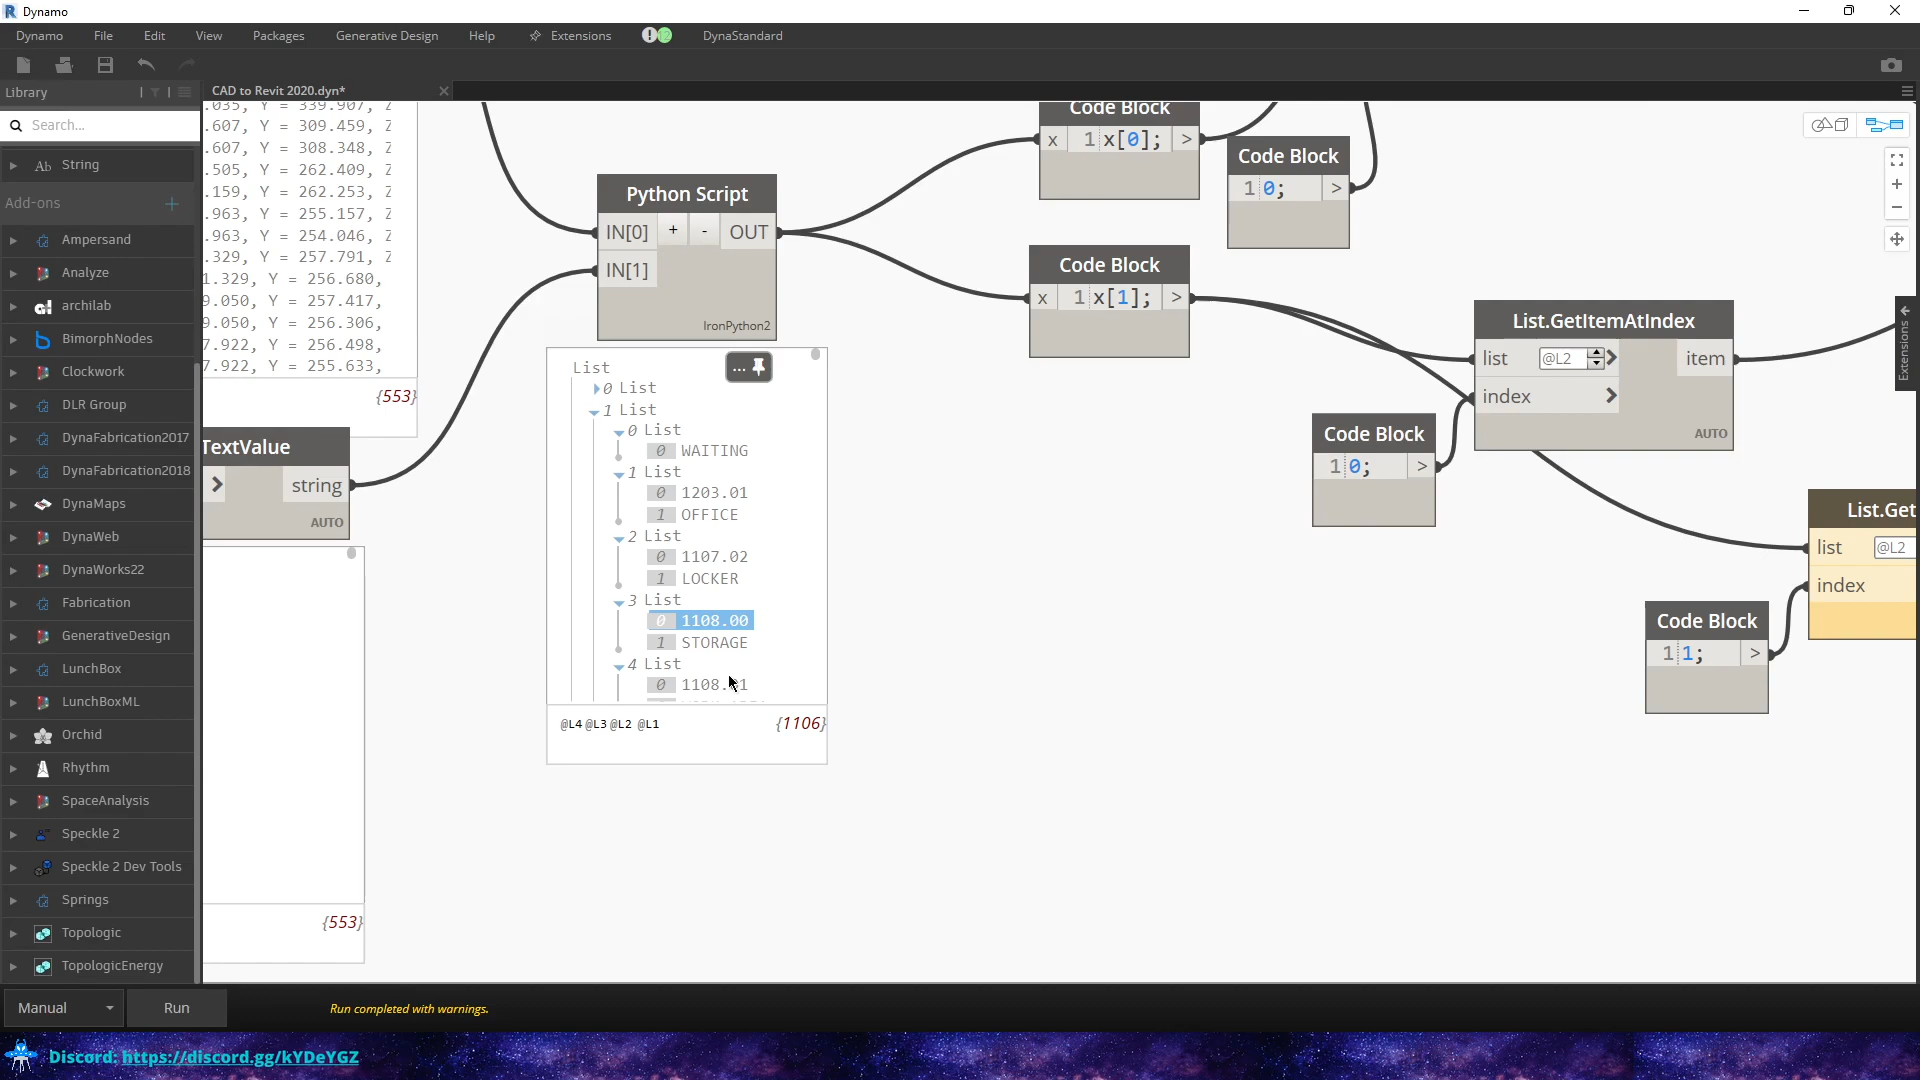 Dynamo
Dynamo File Edit View Packages Generative Design Help Extensions 12 DynaStandard
Library
CAD to Revit 2020.dyn*
Search...
String
Add-ons
Ampersand
Analyze
archilab
BimorphNodes
Clockwork
DLR Group
DynaFabrication2017
DynaFabrication2018
DynaMaps
DynaWeb
DynaWorks22
Fabrication
GenerativeDesign
LunchBox
LunchBoxML
Orchid
Rhythm
SpaceAnalysis
Speckle 2
Speckle 2 Dev Tools
Springs
Topologic
TopologicEnergy
.035, Y = 339.907, Z
.607, Y = 309.459, Z
.607, Y = 308.348, Z
.505, Y = 262.409, Z
.159, Y = 262.253, Z
.963, Y = 255.157, Z
.963, Y = 254.046, Z
.329, Y = 257.791, Z
1.329, Y = 256.680,
9.050, Y = 257.417,
9.050, Y = 256.306,
7.922, Y = 256.498,
7.922, Y = 255.633,
{553}
TextValue
> string
AUTO
{553}
Python Script
IN[0] + - OUT
IN[1]
IronPython2
List
0 List
1 List
0 List
0 WAITING
1 List
0 1203.01
1 OFFICE
2 List
0 1107.02
1 LOCKER
3 List
0 1108.00
1 STORAGE
4 List
0 1108.01
@L4 @L3 @L2 @L1 {1106}
Code Block
x 1 x[0]; >
Code Block
1 0; >
Code Block
x 1 x[1]; >
List.GetItemAtIndex
list @L2 > item
index >
AUTO
Code Block
1 0; >
List.Get
list @L2
index
Code Block
1 1; >
Extensions
Manual Run Run completed with warnings.
Discord: https://discord.gg/kYDeYGZ